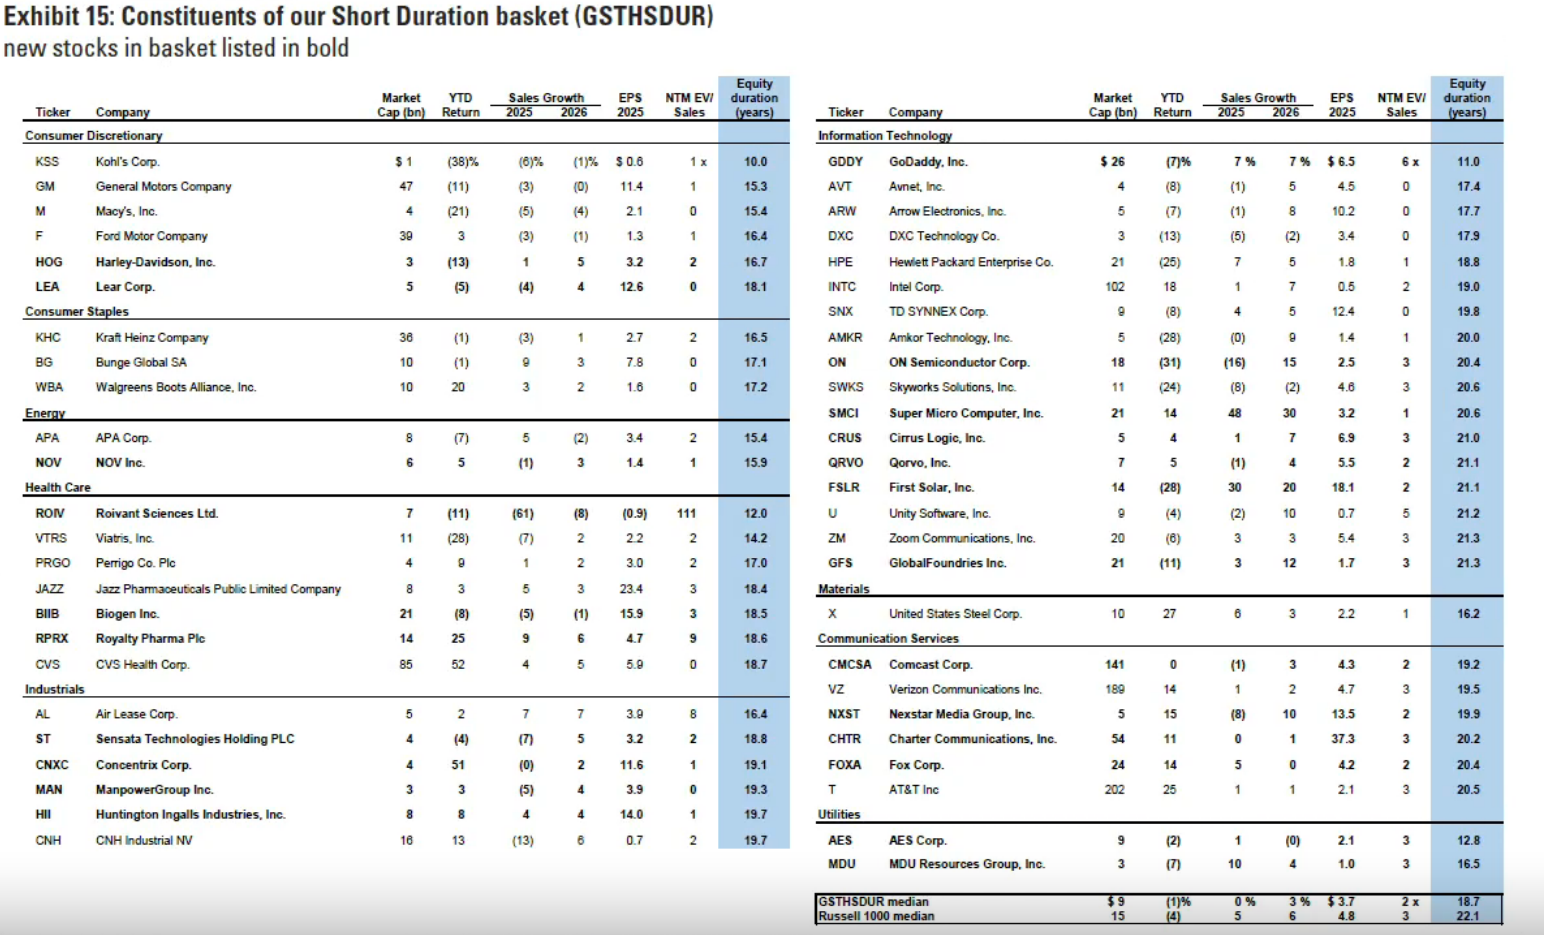 Exhibit 15: Constituents of our Short Duration basket (GSTHSDUR)
new stocks in basket listed in bold
Equity
Market YTD Sales Growth EPS NTM EV/ duration
Ticker Company Cap (bn) Return 2025 2026 2025 Sales (years)
Consumer Discretionary
KSS Kohl's Corp. $ 1 (38)% (6)% (1)% $ 0.6 1 x 10.0
GM General Motors Company 47 (11) (3) (0) 11.4 1 15.3
M Macy's, Inc. 4 (21) (5) (4) 2.1 0 15.4
F Ford Motor Company 39 3 (3) (1) 1.3 1 16.4
HOG Harley-Davidson, Inc. 3 (13) 1 5 3.2 2 16.7
LEA Lear Corp. 5 (5) (4) 4 12.6 0 18.1
Consumer Staples
KHC Kraft Heinz Company 36 (1) (3) 1 2.7 2 16.5
BG Bunge Global SA 10 (1) 9 3 7.8 0 17.1
WBA Walgreens Boots Alliance, Inc. 10 20 3 2 1.6 0 17.2
Energy
APA APA Corp. 8 (7) 5 (2) 3.4 2 15.4
NOV NOV Inc. 6 5 (1) 3 1.4 1 15.9
Health Care
ROIV Roivant Sciences Ltd. 7 (11) (61) (8) (0.9) 111 12.0
VTRS Viatris, Inc. 11 (28) (7) 2 2.2 2 14.2
PRGO Perrigo Co. Plc 4 9 1 2 3.0 2 17.0
JAZZ Jazz Pharmaceuticals Public Limited Company 8 3 5 3 23.4 3 18.4
BIIB Biogen Inc. 21 (8) (5) (1) 15.9 3 18.5
RPRX Royalty Pharma Plc 14 25 9 6 4.7 9 18.6
CVS CVS Health Corp. 85 52 4 5 5.9 0 18.7
Industrials
AL Air Lease Corp. 5 2 7 7 3.9 8 16.4
ST Sensata Technologies Holding PLC 4 (4) (7) 5 3.2 2 18.8
CNXC Concentrix Corp. 4 51 (0) 2 11.6 1 19.1
MAN ManpowerGroup Inc. 3 3 (5) 4 3.9 0 19.3
HII Huntington Ingalls Industries, Inc. 8 8 4 4 14.0 1 19.7
CNH CNH Industrial NV 16 13 (13) 6 0.7 2 19.7
Equity
Market YTD Sales Growth EPS NTM EV/ duration
Ticker Company Cap (bn) Return 2025 2026 2025 Sales (years)
Information Technology
GDDY GoDaddy, Inc. $ 26 (7)% 7 % 7 % $ 6.5 6 x 11.0
AVT Avnet, Inc. 4 (8) (1) 5 4.5 0 17.4
ARW Arrow Electronics, Inc. 5 (7) (1) 8 10.2 0 17.7
DXC DXC Technology Co. 3 (13) (5) (2) 3.4 0 17.9
HPE Hewlett Packard Enterprise Co. 21 (25) 7 5 1.8 1 18.8
INTC Intel Corp. 102 18 1 7 0.5 2 19.0
SNX TD SYNNEX Corp. 9 (8) 4 5 12.4 0 19.8
AMKR Amkor Technology, Inc. 5 (28) (0) 9 1.4 1 20.0
ON ON Semiconductor Corp. 18 (31) (16) 15 2.5 3 20.4
SWKS Skyworks Solutions, Inc. 11 (24) (8) (2) 4.6 3 20.6
SMCI Super Micro Computer, Inc. 21 14 48 30 3.2 1 20.6
CRUS Cirrus Logic, Inc. 5 4 1 7 6.9 3 21.0
QRVO Qorvo, Inc. 7 5 (1) 4 5.5 2 21.1
FSLR First Solar, Inc. 14 (28) 30 20 18.1 2 21.1
U Unity Software, Inc. 9 (4) (2) 10 0.7 5 21.2
ZM Zoom Communications, Inc. 20 (6) 3 3 5.4 3 21.3
GFS GlobalFoundries Inc. 21 (11) 3 12 1.7 3 21.3
Materials
X United States Steel Corp. 10 27 6 3 2.2 1 16.2
Communication Services
CMCSA Comcast Corp. 141 0 (1) 3 4.3 2 19.2
VZ Verizon Communications Inc. 189 14 1 2 4.7 3 19.5
NXST Nexstar Media Group, Inc. 5 15 (8) 10 13.5 2 19.9
CHTR Charter Communications, Inc. 54 11 0 1 37.3 3 20.2
FOXA Fox Corp. 24 14 5 0 4.2 2 20.4
T AT&T Inc 202 25 1 1 2.1 3 20.5
Utilities
AES AES Corp. 9 (2) 1 (0) 2.1 3 12.8
MDU MDU Resources Group, Inc. 3 (7) 10 4 1.0 3 16.5
GSTHSDUR median $ 9 (1)% 0 % 3 % $ 3.7 2 x 18.7
Russell 1000 median 15 (4) 5 6 4.8 3 22.1